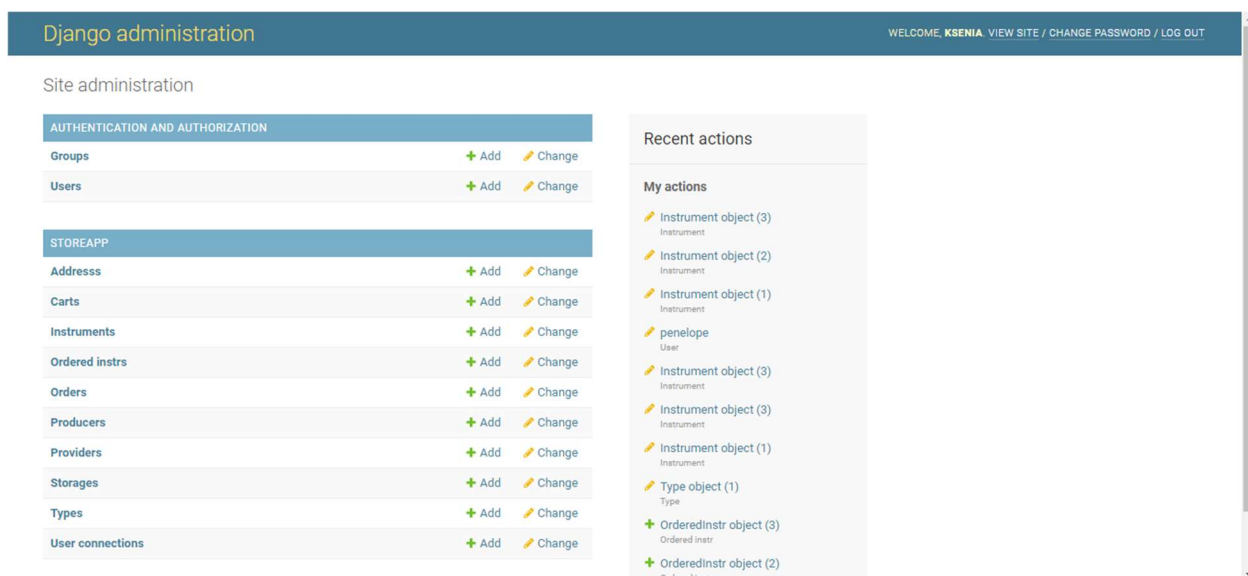 Django administration
WELCOME, KSENIA. VIEW SITE / CHANGE PASSWORD / LOG OUT
Site administration
AUTHENTICATION AND AUTHORIZATION
Groups Add Change
Users Add Change
STOREAPP
Addresss Add Change
Carts Add Change
Instruments Add Change
Ordered instrs Add Change
Orders Add Change
Producers Add Change
Providers Add Change
Storages Add Change
Types Add Change
User connections Add Change
Recent actions
My actions
Instrument object (3)
Instrument
Instrument object (2)
Instrument
Instrument object (1)
Instrument
penelope
User
Instrument object (3)
Instrument
Instrument object (3)
Instrument
Instrument object (1)
Instrument
Type object (1)
Type
OrderedInstr object (3)
Ordered instr
OrderedInstr object (2)